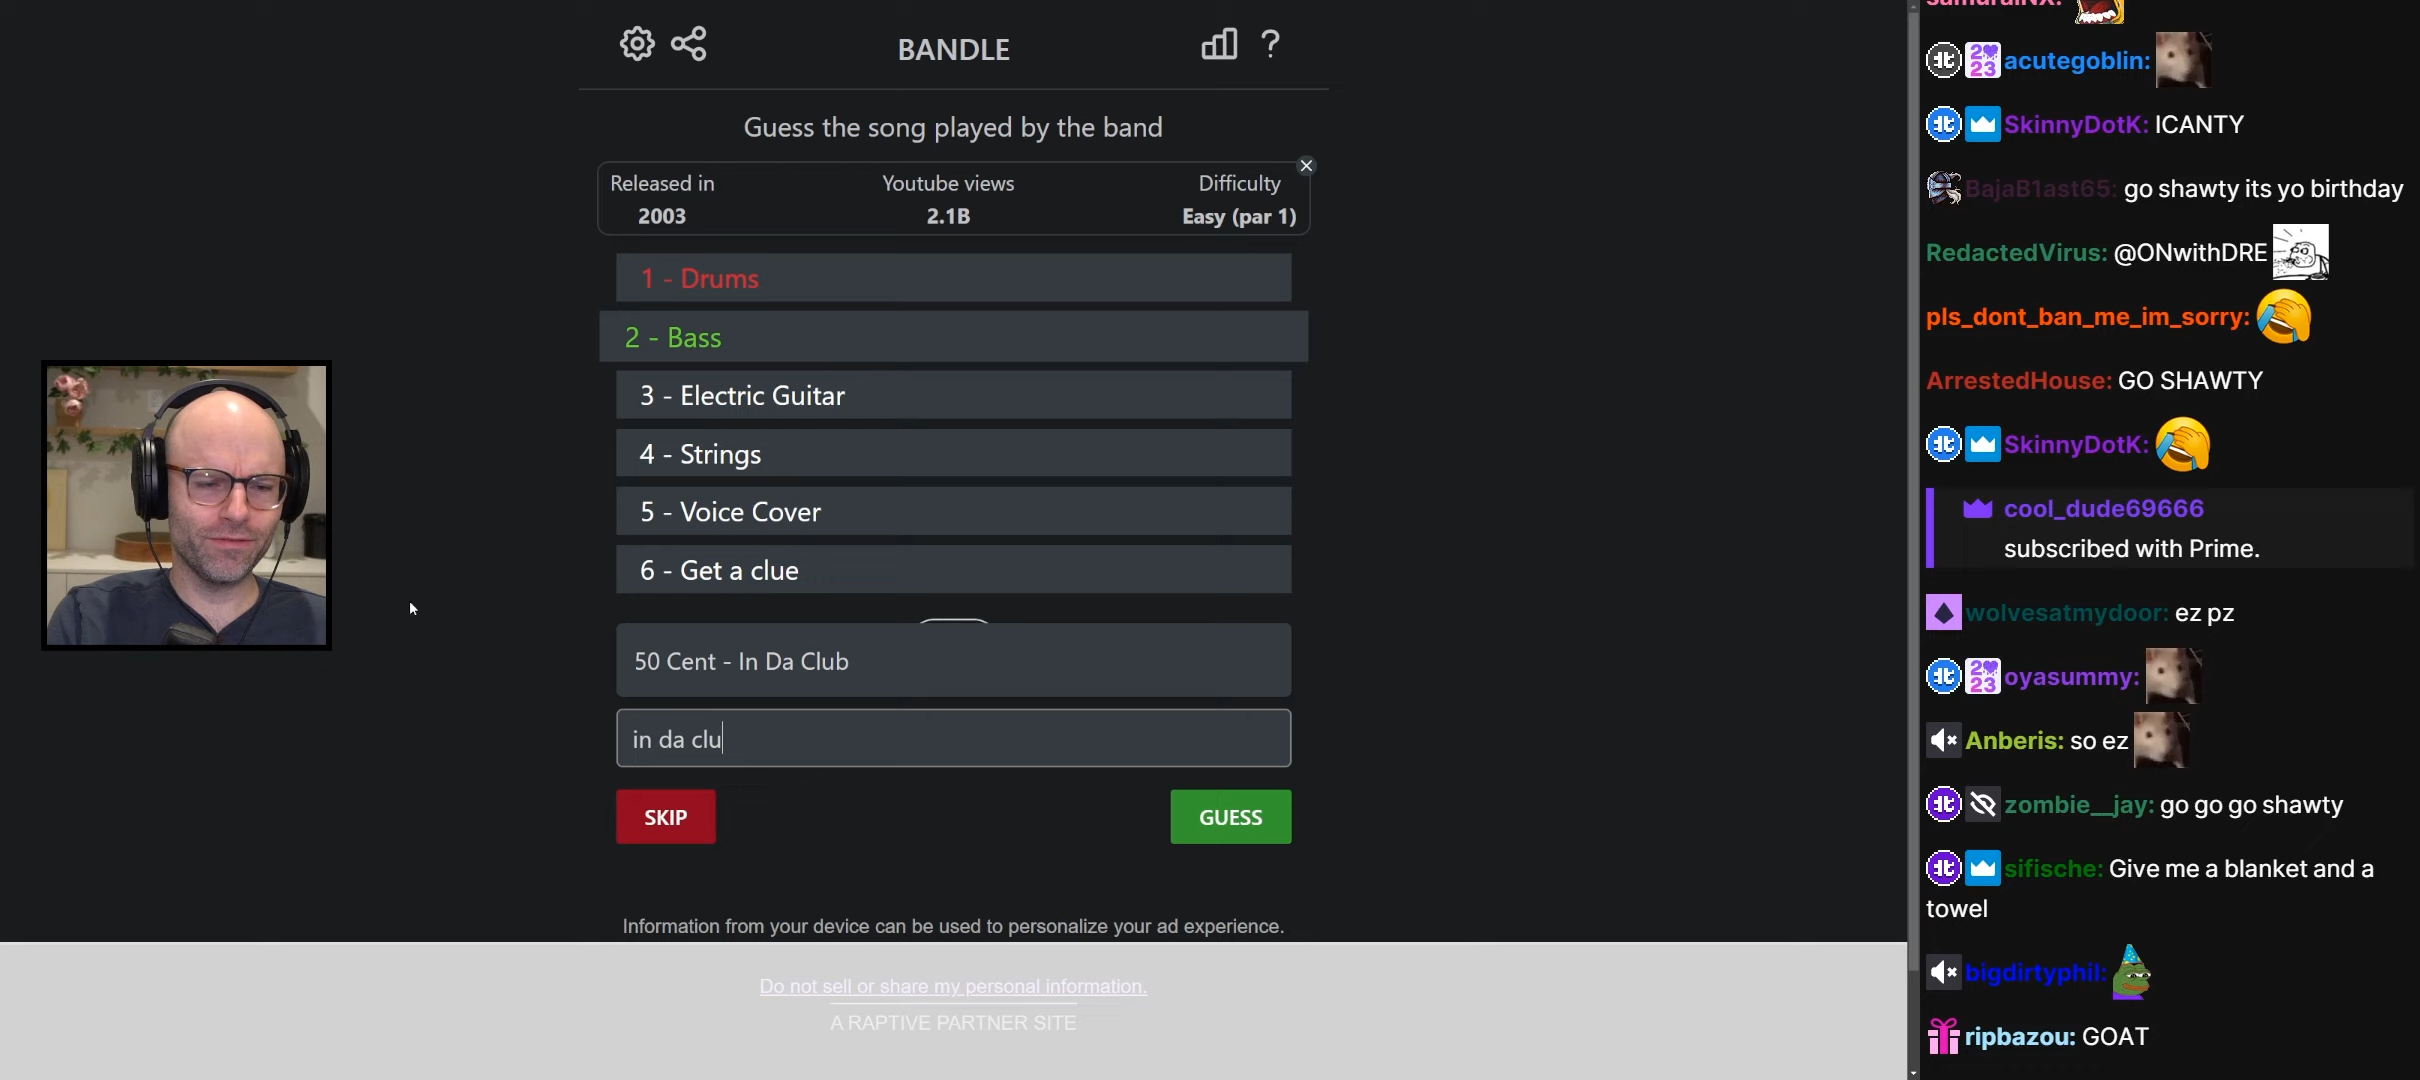 BANDLE
?
Guess the song played by the band
Released in
2003
Youtube views
2.1B
Difficulty
Easy (par 1)
1 - Drums
2 - Bass
3 - Electric Guitar
4 - Strings
5 - Voice Cover
6 - Get a clue
50 Cent - In Da Club
in da clu
SKIP
GUESS
Information from your device can be used to personalize your ad experience.
Do not sell or share my personal information.
A RAPTIVE PARTNER SITE
samuraiNX:
acutegoblin:
SkinnyDotK: ICANTY
BajaB1ast65: go shawty its yo birthday
RedactedVirus: @ONwithDRE
pls_dont_ban_me_im_sorry:
ArrestedHouse: GO SHAWTY
SkinnyDotK:
cool_dude69666
subscribed with Prime.
wolvesatmydoor: ez pz
oyasummy:
Anberis: so ez
zombie__jay: go go go shawty
sifische: Give me a blanket and a
towel
bigdirtyphil:
ripbazou: GOAT